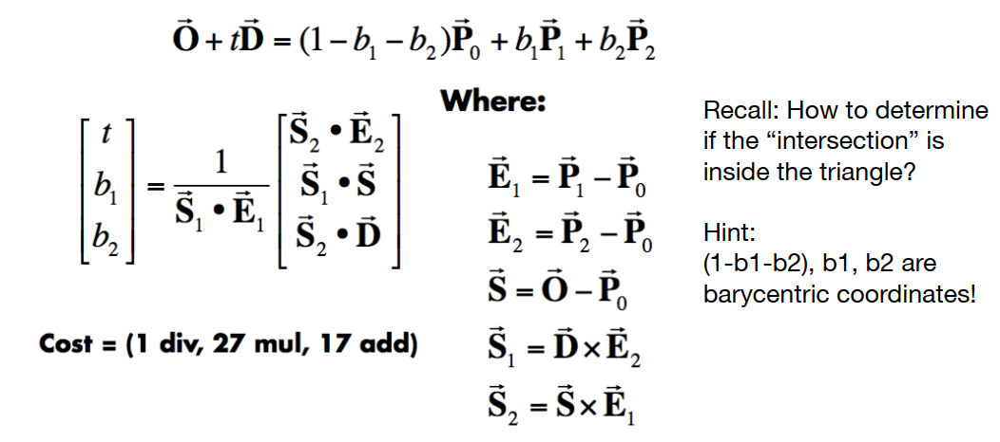 $\vec{\mathbf{O}} + t\vec{\mathbf{D}} = (1 - b_1 - b_2)\vec{\mathbf{P}}_0 + b_1\vec{\mathbf{P}}_1 + b_2\vec{\mathbf{P}}_2$
$\begin{bmatrix} t \\ b_1 \\ b_2 \end{bmatrix} = \frac{1}{\vec{\mathbf{S}}_1 \bullet \vec{\mathbf{E}}_1} \begin{bmatrix} \vec{\mathbf{S}}_2 \bullet \vec{\mathbf{E}}_2 \\ \vec{\mathbf{S}}_1 \bullet \vec{\mathbf{S}} \\ \vec{\mathbf{S}}_2 \bullet \vec{\mathbf{D}} \end{bmatrix}$
Cost = (1 div, 27 mul, 17 add)
Where:
$\vec{\mathbf{E}}_1 = \vec{\mathbf{P}}_1 - \vec{\mathbf{P}}_0$
$\vec{\mathbf{E}}_2 = \vec{\mathbf{P}}_2 - \vec{\mathbf{P}}_0$
$\vec{\mathbf{S}} = \vec{\mathbf{O}} - \vec{\mathbf{P}}_0$
$\vec{\mathbf{S}}_1 = \vec{\mathbf{D}} \times \vec{\mathbf{E}}_2$
$\vec{\mathbf{S}}_2 = \vec{\mathbf{S}} \times \vec{\mathbf{E}}_1$
Recall: How to determine
if the “intersection” is
inside the triangle?
Hint:
(1-b1-b2), b1, b2 are
barycentric coordinates!